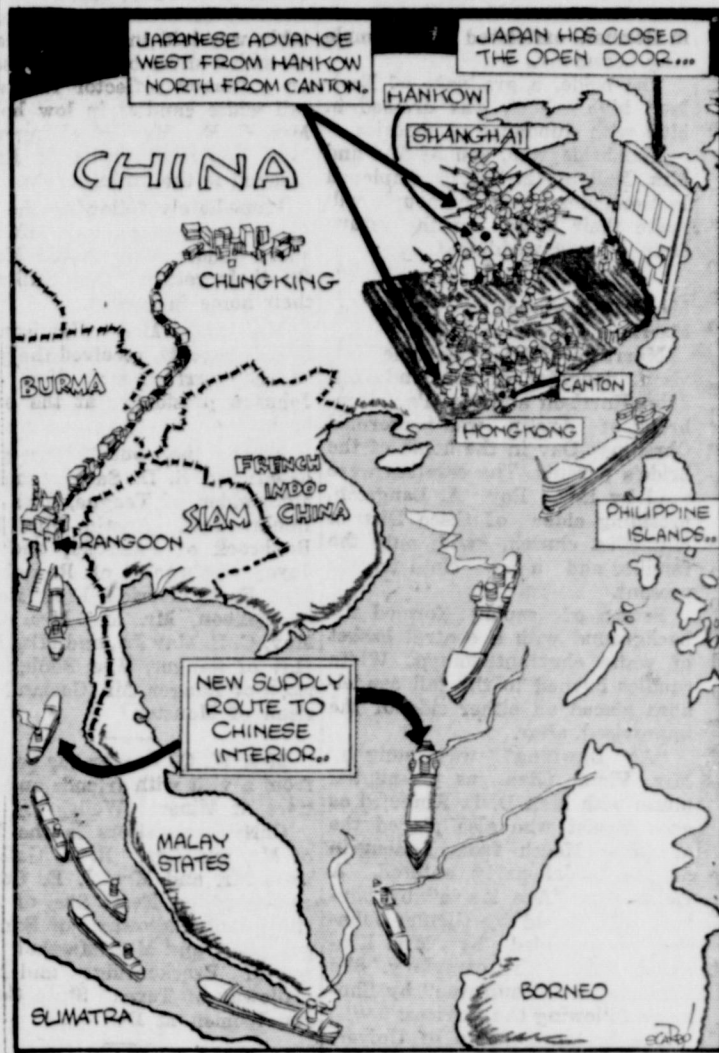 JAPANESE ADVANCE
WEST FROM HANKOW
NORTH FROM CANTON.
JAPAN HAS CLOSED
THE OPEN DOOR...
HANKOW
SHANGHAI
CHINA
CHUNGKING
BURMA
CANTON
HONGKONG
FRENCH
INDO-
CHINA
SIAM
RANGOON
PHILIPPINE
ISLANDS..
NEW SUPPLY
ROUTE TO
CHINESE
INTERIOR..
MALAY
STATES
SUMATRA
BORNEO
SCARBO